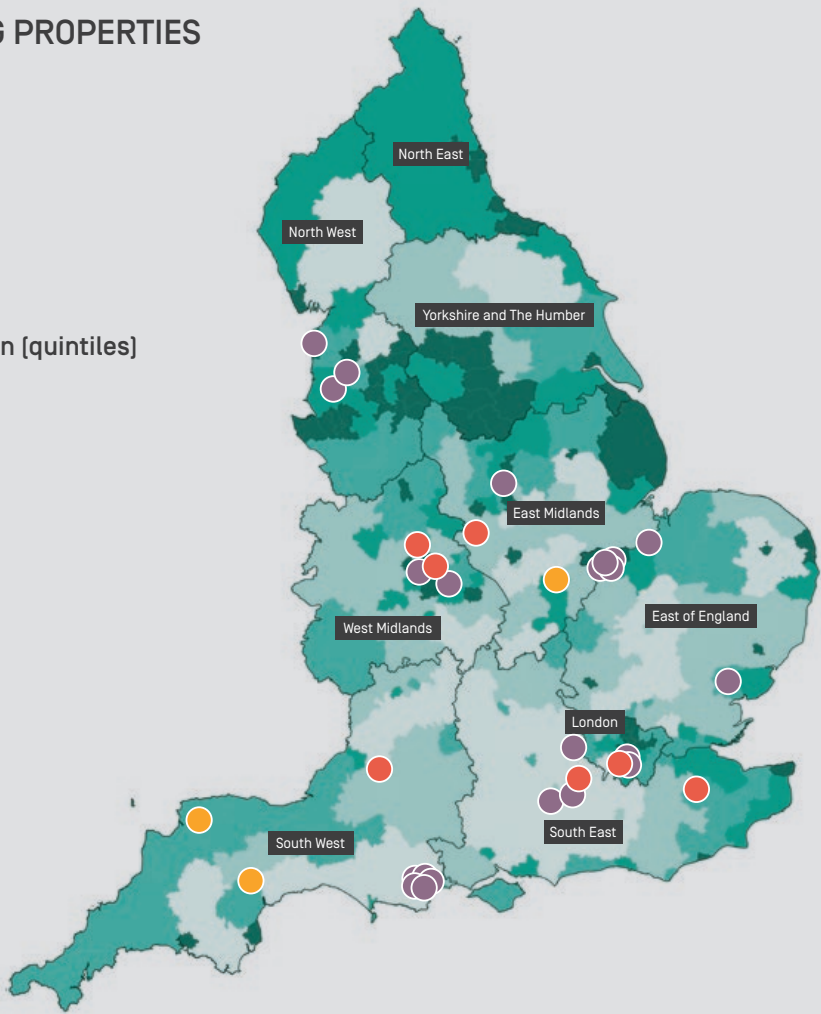 PROPERTIES
North East
North West
Yorkshire and The Humber
(quintiles)
East Midlands
East of England
West Midlands
London
South East
South West